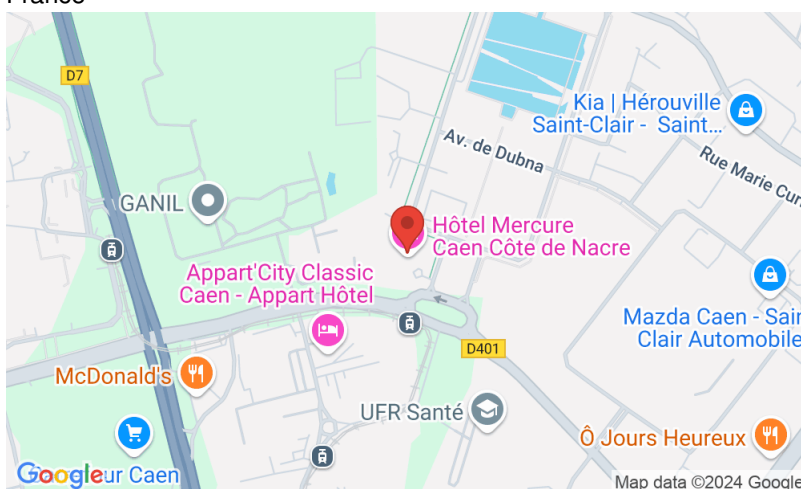 France
D7
Kia | Hérouville
Saint-Clair - Saint...
Av. de Dubna
Rue Marie Curi
GANIL
Hôtel Mercure
Caen Côte de Nacre
Appart'City Classic
Caen - Appart Hôtel
Mazda Caen - Sain
Clair Automobile
D401
McDonald's
UFR Santé
Ô Jours Heureux
Google
ur Caen
Map data ©2024 Google